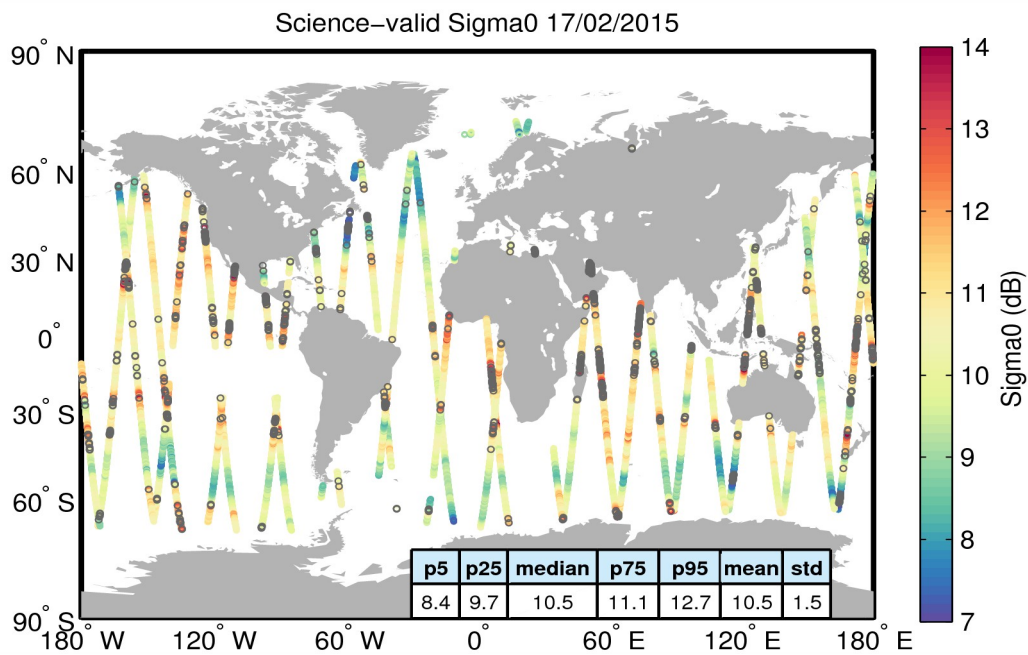 Science−valid Sigma0 17/02/2015
90° N
60° N
30° N
0°
30° S
60° S
90° S
180° W
120° W
60° W
0°
60° E
120° E
180° E
p5 p25 median p75 p95 mean std
8.4 9.7 10.5 11.1 12.7 10.5 1.5
14
13
12
11
10
9
8
7
Sigma0 (dB)